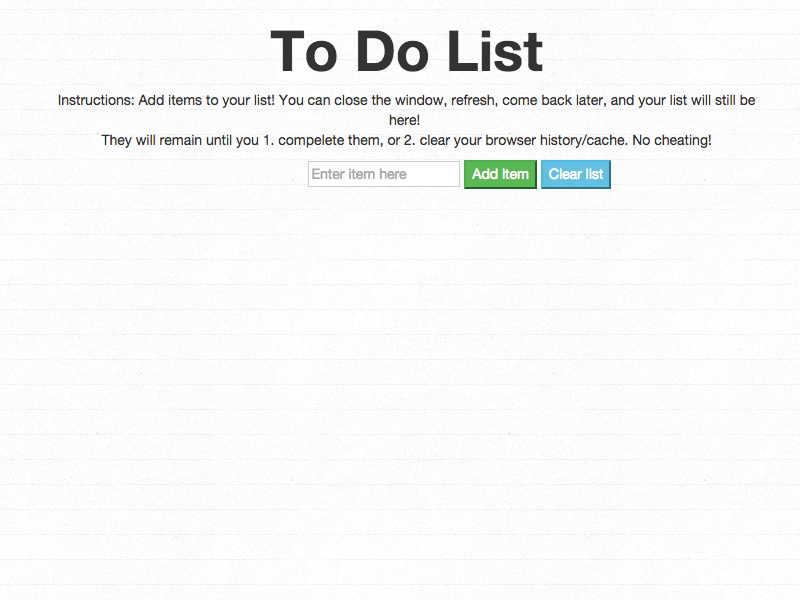 To Do List
Instructions: Add items to your list! You can close the window, refresh, come back later, and your list will still be
here!
They will remain until you 1. compelete them, or 2. clear your browser history/cache. No cheating!
Enter item here Add item Clear list